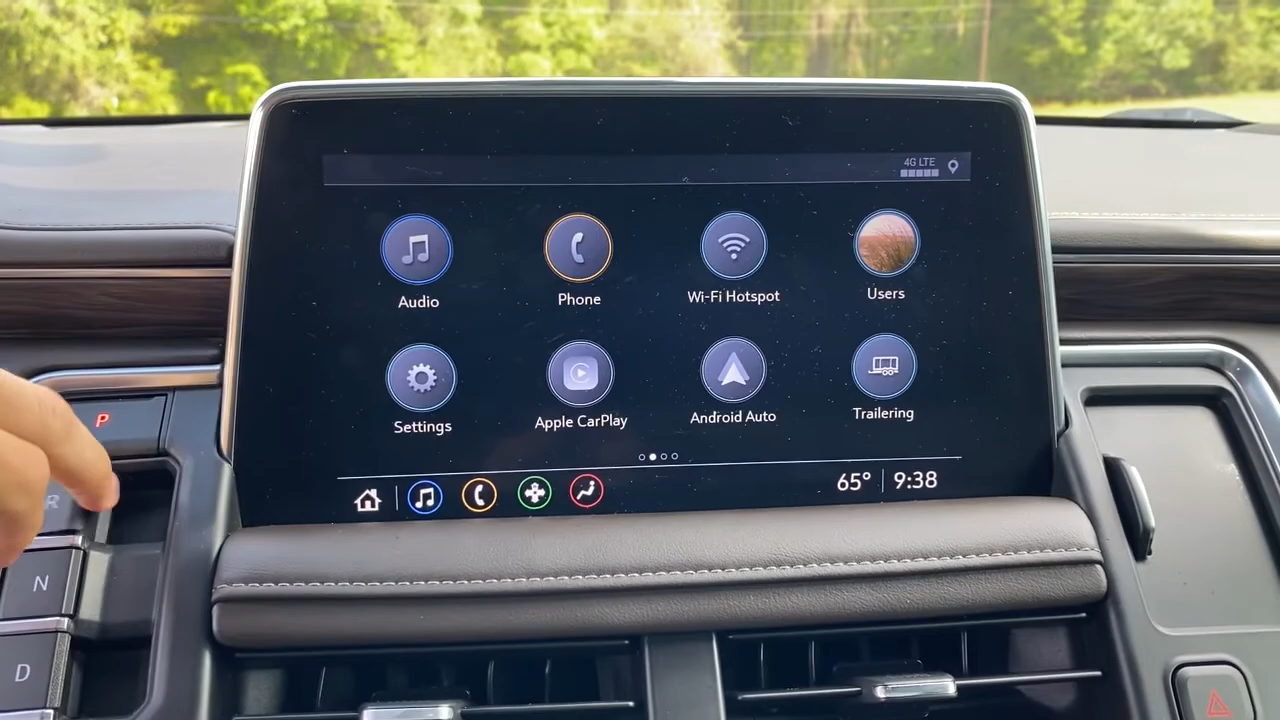 4G LTE
Audio
Phone
Wi-Fi Hotspot
Users
Settings
Apple CarPlay
Android Auto
Trailering
65° 9:38
P
R
N
D